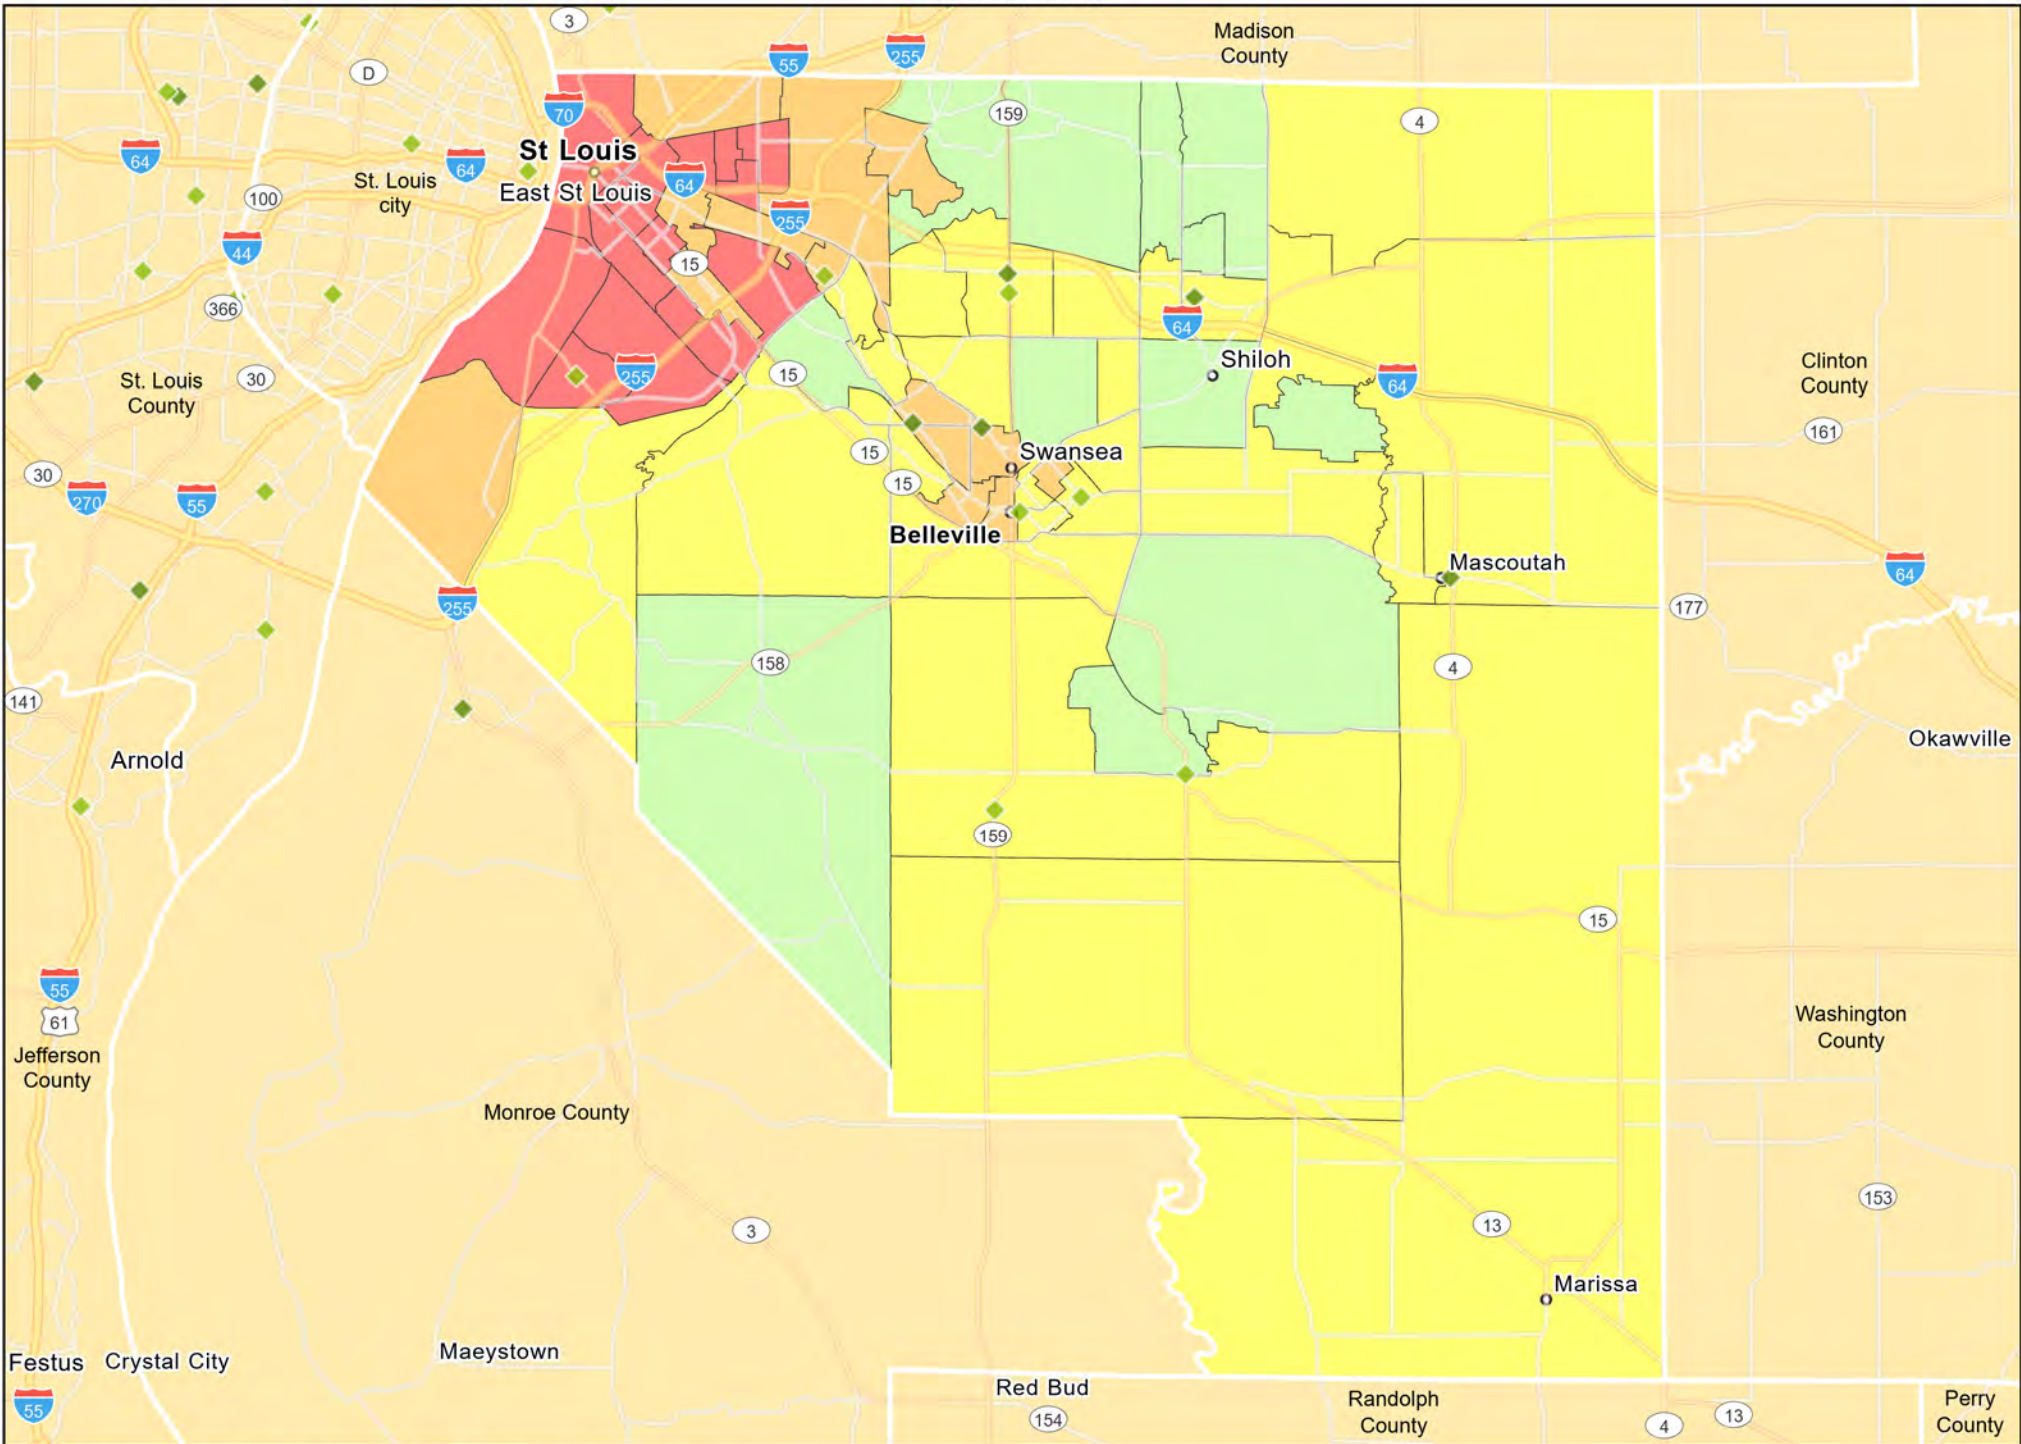 3
Madison
County
55
255
D
70
159
4
St Louis
64
64
64
St. Louis
city
East St Louis
100
255
44
15
366
64
Shiloh
St. Louis
County
30
255
15
64
Clinton
County
161
Swansea
15
30
270
55
15
Belleville
Mascoutah
64
255
177
158
4
141
Arnold
Okawville
159
15
55
61
Jefferson
County
Washington
County
Monroe County
153
3
13
Marissa
Festus
Crystal City
Maeystown
Red Bud
55
154
Randolph
County
4
13
Perry
County